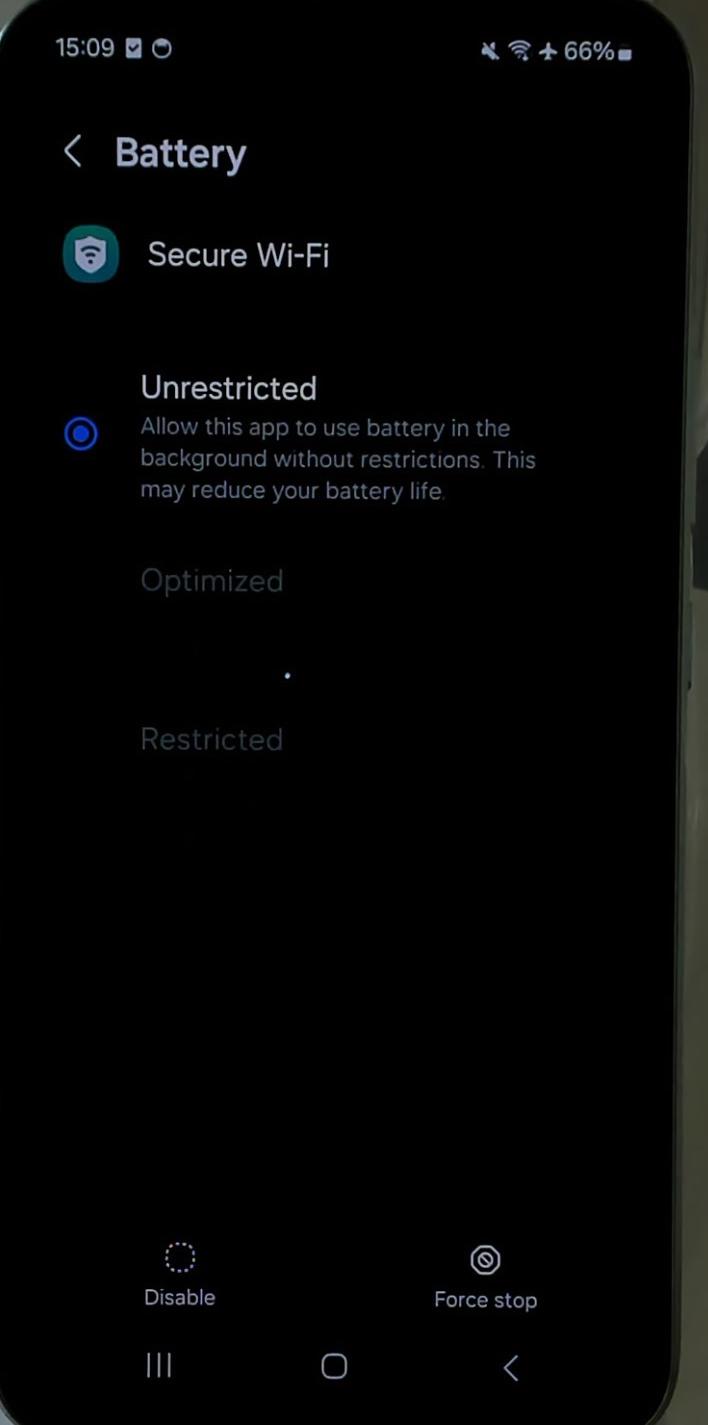 15:09
66%
Battery
Secure Wi-Fi
Unrestricted
Allow this app to use battery in the
background without restrictions. This
may reduce your battery life.
Optimized
Restricted
Disable
Force stop